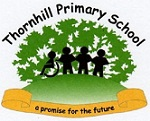 Thornhill Primary School
a promise for the future